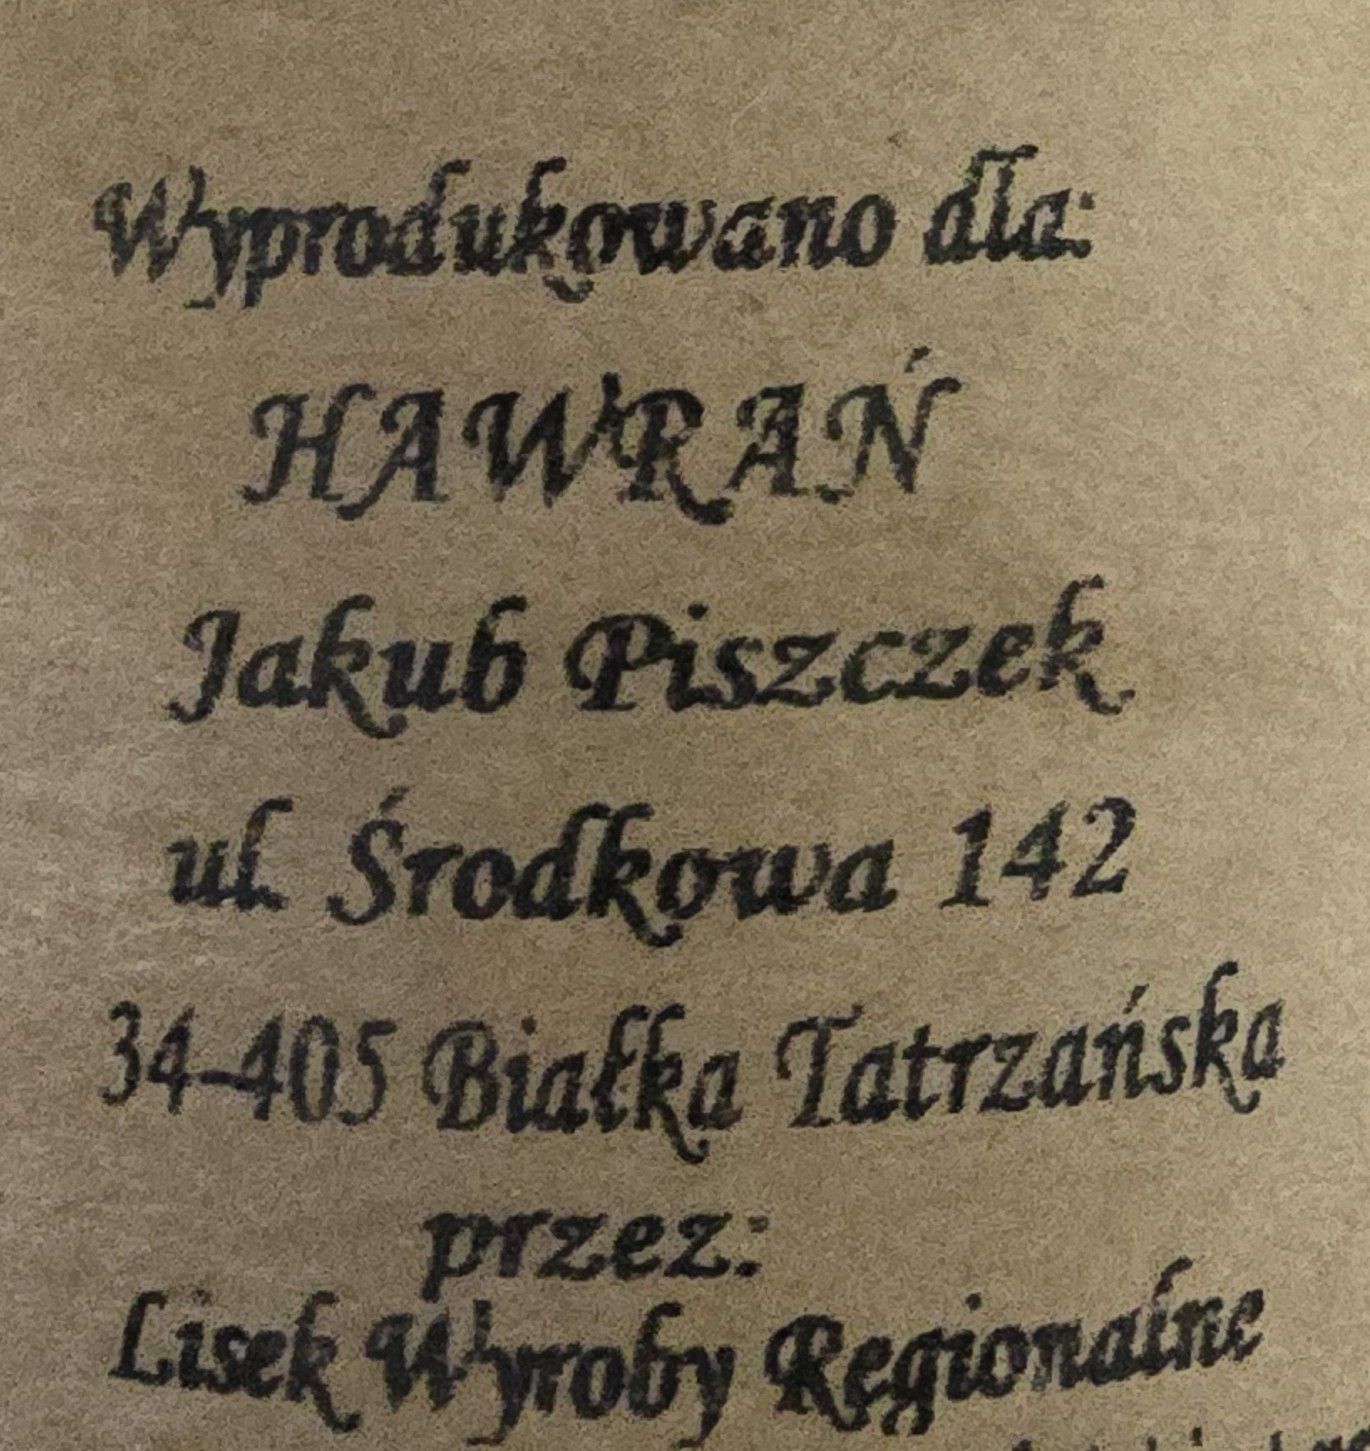 Wyprodukowano dla:
HAWRAŃ
Jakub Piszczek
ul. Środkowa 142
34-405 Białka Tatrzańska
przez:
Lisek Wyroby Regionalne